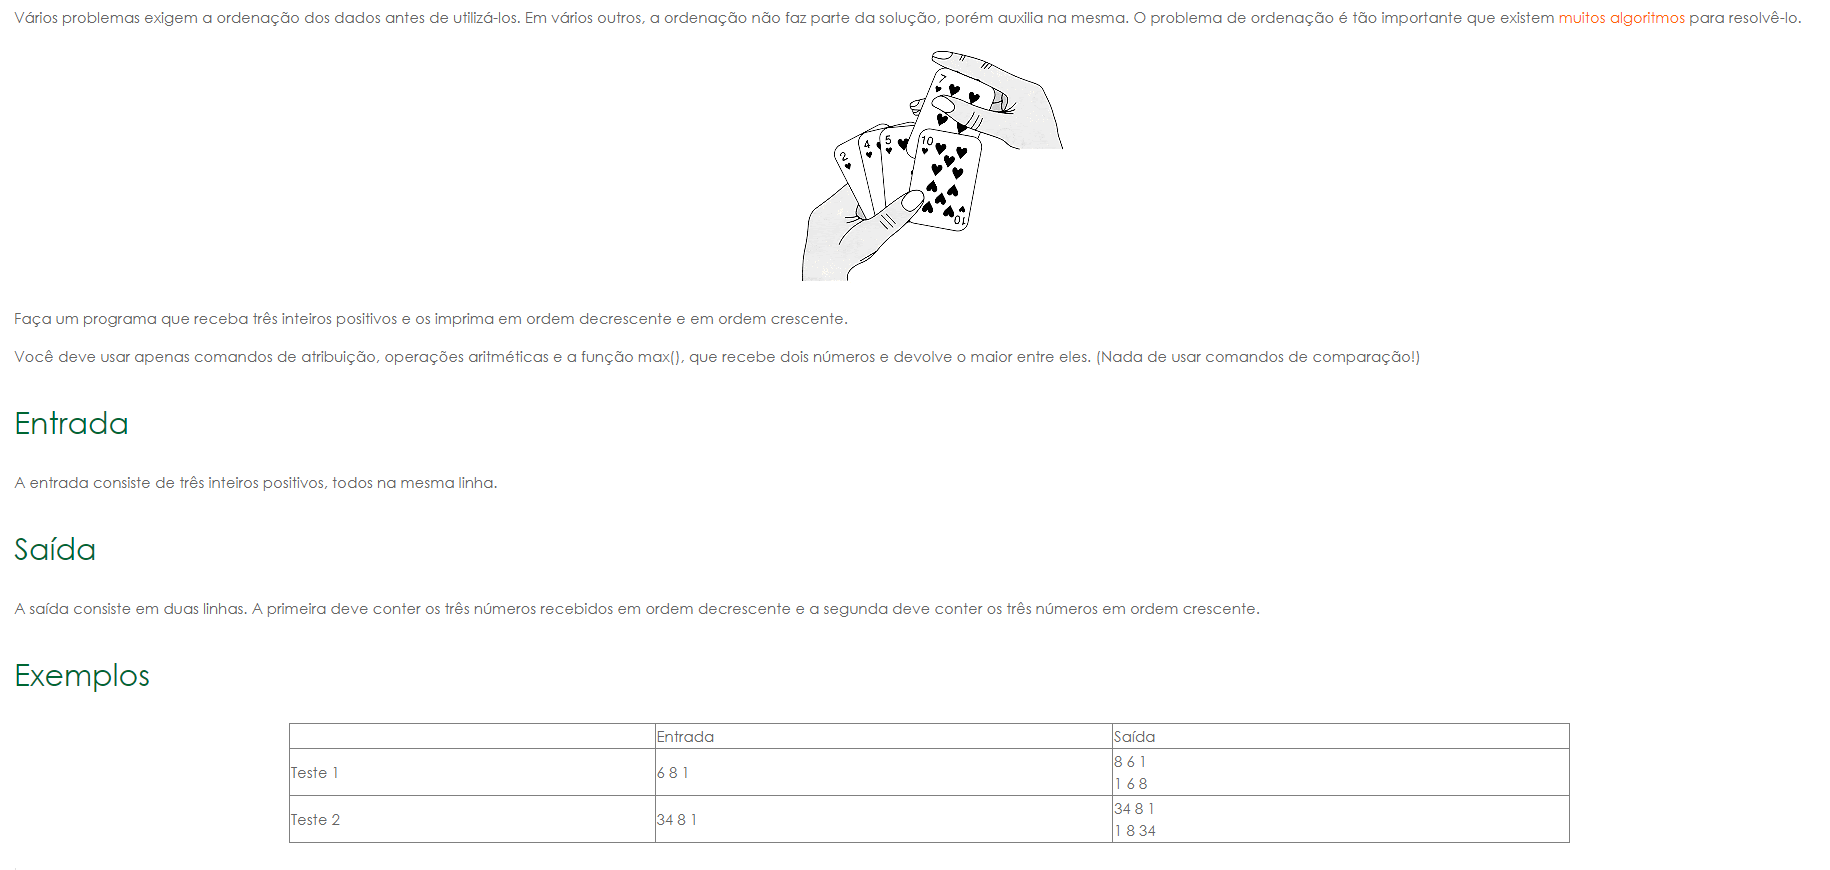 Vários problemas exigem a ordenação dos dados antes de utilizá-los. Em vários outros, a ordenação não faz parte da solução, porém auxilia na mesma. O problema de ordenação é tão importante que existem muitos algoritmos para resolvê-lo.
7
2
4
5
10
10
Faça um programa que receba três inteiros positivos e os imprima em ordem decrescente e em ordem crescente.
Você deve usar apenas comandos de atribuição, operações aritméticas e a função max(), que recebe dois números e devolve o maior entre eles. (Nada de usar comandos de comparação!)
Entrada
A entrada consiste de três inteiros positivos, todos na mesma linha.
Saída
A saída consiste em duas linhas. A primeira deve conter os três números recebidos em ordem decrescente e a segunda deve conter os três números em ordem crescente.
Exemplos
Entrada Saída
Teste 1 6 8 1 8 6 1
1 6 8
Teste 2 34 8 1 34 8 1
1 8 34